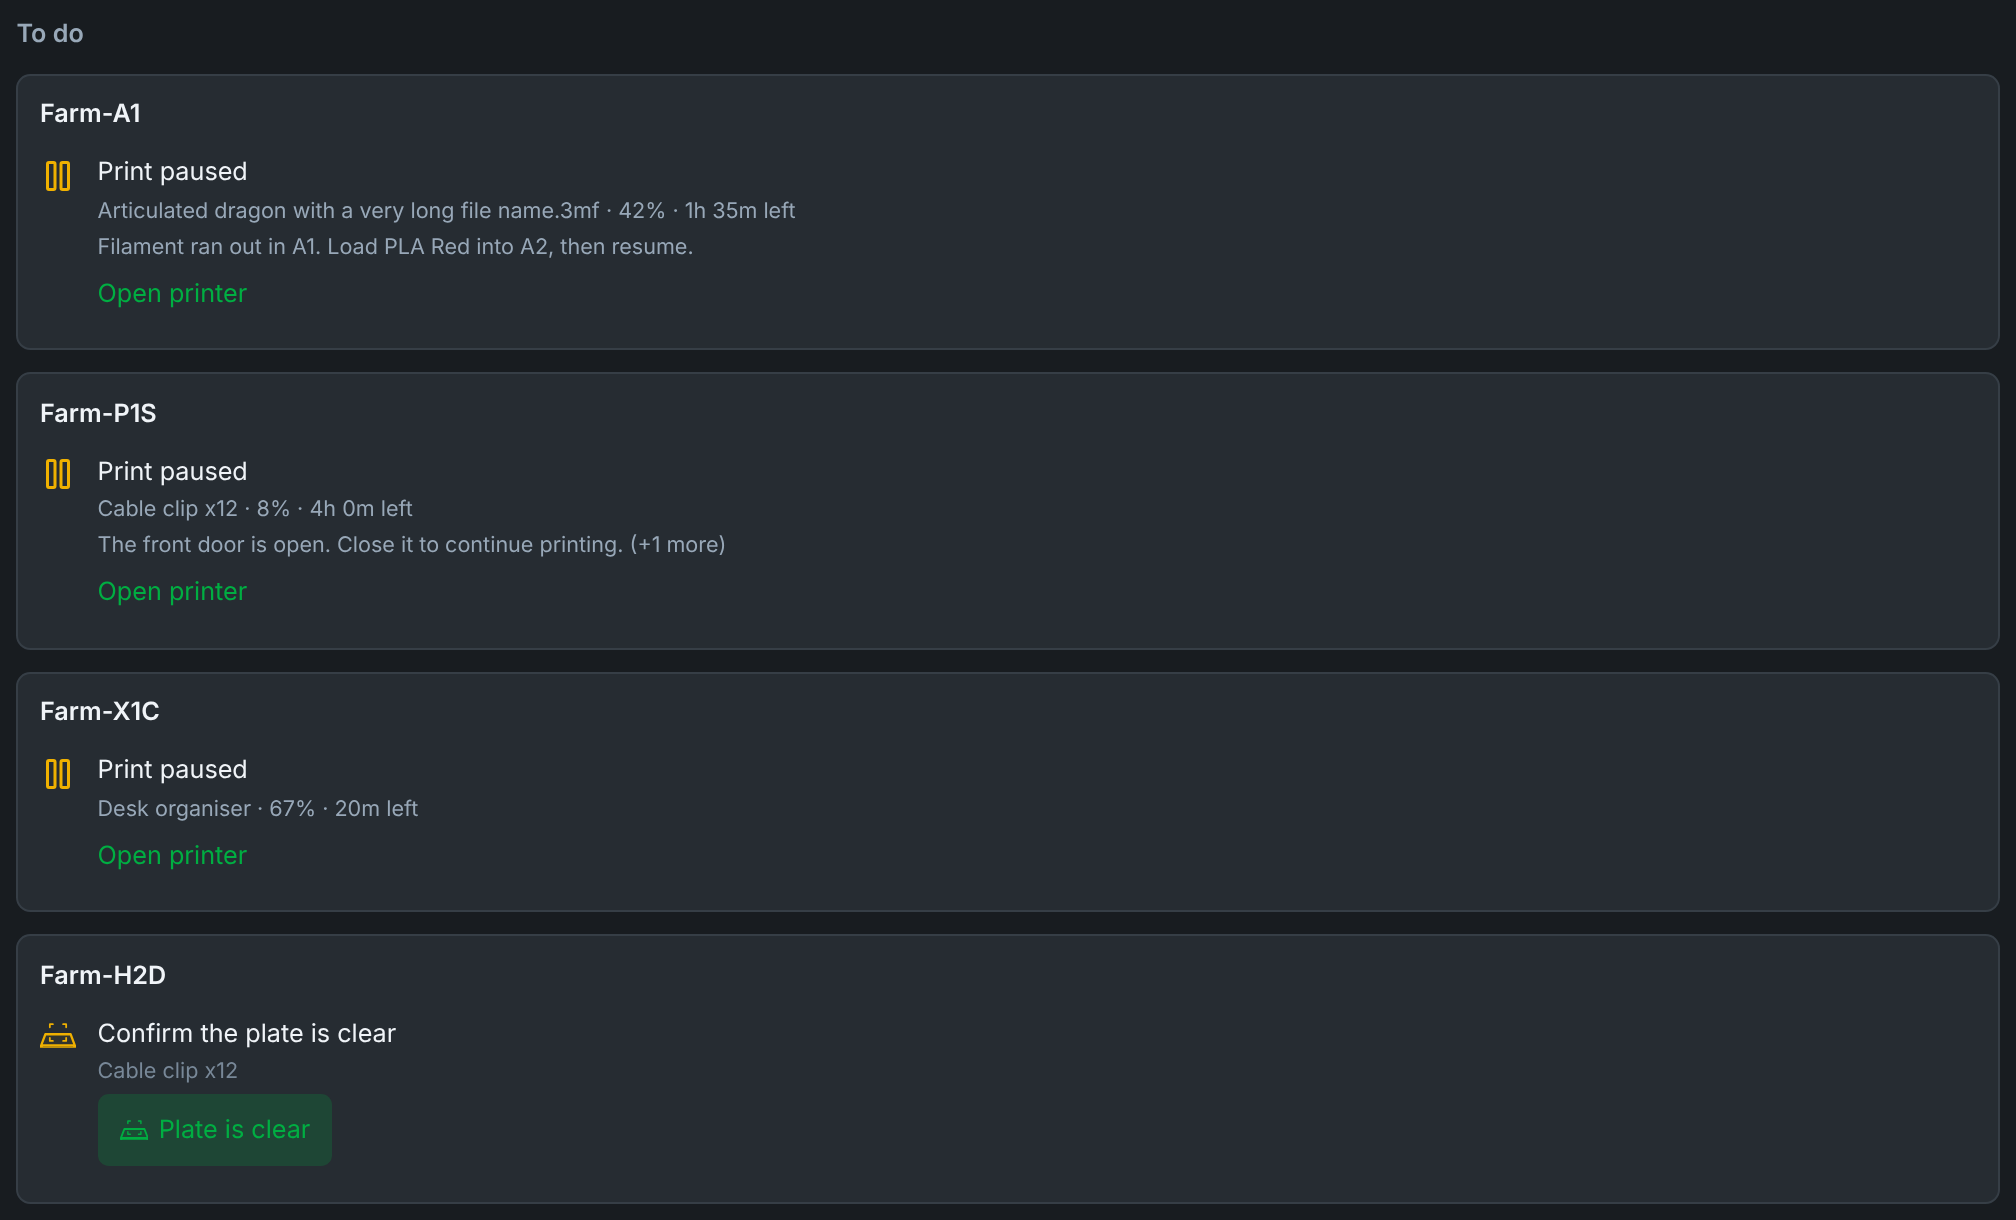 To do
Farm-A1
Print paused
Articulated dragon with a very long file name.3mf · 42% · 1h 35m left
Filament ran out in A1. Load PLA Red into A2, then resume.
Open printer
Farm-P1S
Print paused
Cable clip x12 · 8% · 4h 0m left
The front door is open. Close it to continue printing. (+1 more)
Open printer
Farm-X1C
Print paused
Desk organiser · 67% · 20m left
Open printer
Farm-H2D
Confirm the plate is clear
Cable clip x12
Plate is clear